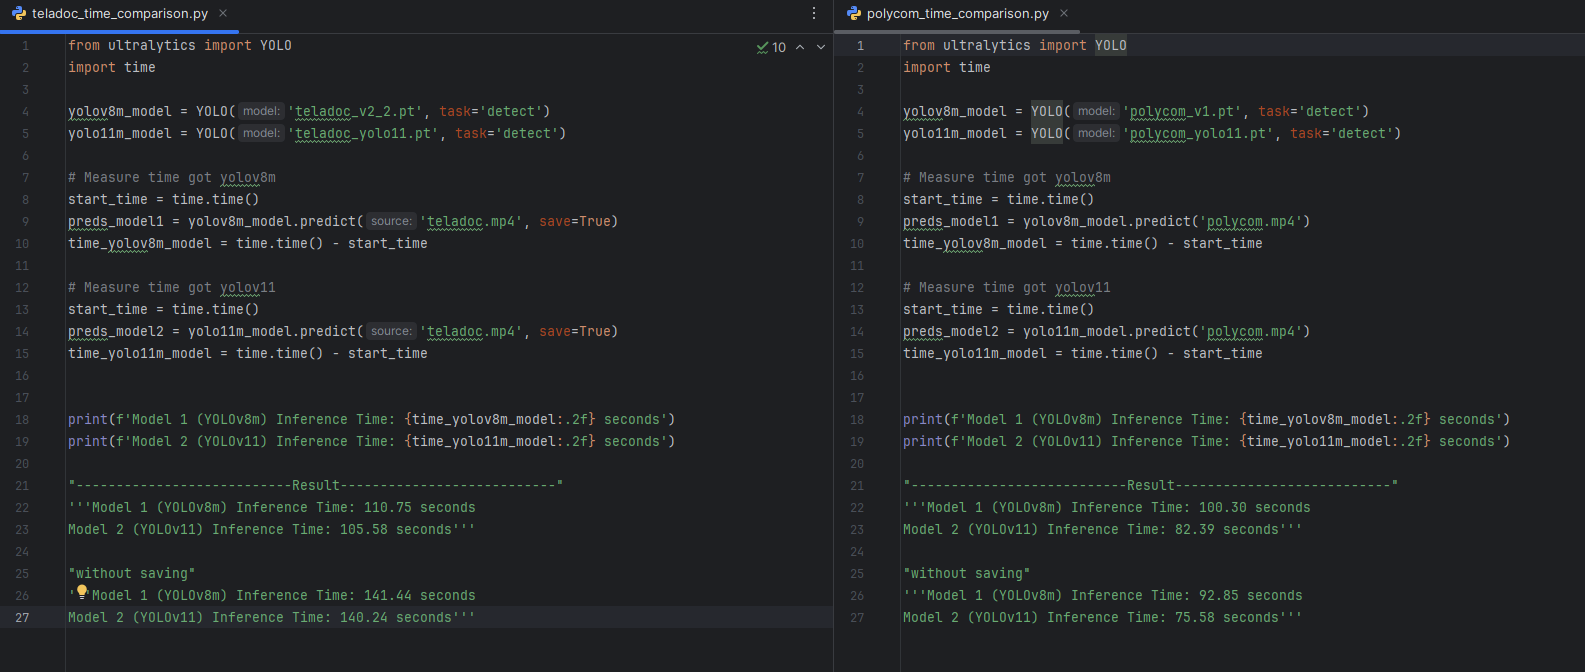 teladoc_time_comparison.py
from ultralytics import YOLO
import time
yolov8m_model = YOLO( model: 'teladoc_v2_2.pt', task='detect')
yolo11m_model = YOLO( model: 'teladoc_yolo11.pt', task='detect')
# Measure time got yolov8m
start_time = time.time()
preds_model1 = yolov8m_model.predict( source: 'teladoc.mp4', save=True)
time_yolov8m_model = time.time() - start_time
# Measure time got yolov11
start_time = time.time()
preds_model2 = yolo11m_model.predict( source: 'teladoc.mp4', save=True)
time_yolo11m_model = time.time() - start_time
print(f'Model 1 (YOLOv8m) Inference Time: {time_yolov8m_model:.2f} seconds')
print(f'Model 2 (YOLOv11) Inference Time: {time_yolo11m_model:.2f} seconds')
"---------------------------Result---------------------------"
'''Model 1 (YOLOv8m) Inference Time: 110.75 seconds
Model 2 (YOLOv11) Inference Time: 105.58 seconds'''
"without saving"
'''Model 1 (YOLOv8m) Inference Time: 141.44 seconds
Model 2 (YOLOv11) Inference Time: 140.24 seconds'''
10
1
2
3
4
5
6
7
8
9
10
11
12
13
14
15
16
17
18
19
20
21
22
23
24
25
26
27
polycom_time_comparison.py
from ultralytics import YOLO
import time
yolov8m_model = YOLO( model: 'polycom_v1.pt', task='detect')
yolo11m_model = YOLO( model: 'polycom_yolo11.pt', task='detect')
# Measure time got yolov8m
start_time = time.time()
preds_model1 = yolov8m_model.predict('polycom.mp4')
time_yolov8m_model = time.time() - start_time
# Measure time got yolov11
start_time = time.time()
preds_model2 = yolo11m_model.predict('polycom.mp4')
time_yolo11m_model = time.time() - start_time
print(f'Model 1 (YOLOv8m) Inference Time: {time_yolov8m_model:.2f} seconds')
print(f'Model 2 (YOLOv11) Inference Time: {time_yolo11m_model:.2f} seconds')
"---------------------------Result---------------------------"
'''Model 1 (YOLOv8m) Inference Time: 100.30 seconds
Model 2 (YOLOv11) Inference Time: 82.39 seconds'''
"without saving"
'''Model 1 (YOLOv8m) Inference Time: 92.85 seconds
Model 2 (YOLOv11) Inference Time: 75.58 seconds'''
1
2
3
4
5
6
7
8
9
10
11
12
13
14
15
16
17
18
19
20
21
22
23
24
25
26
27